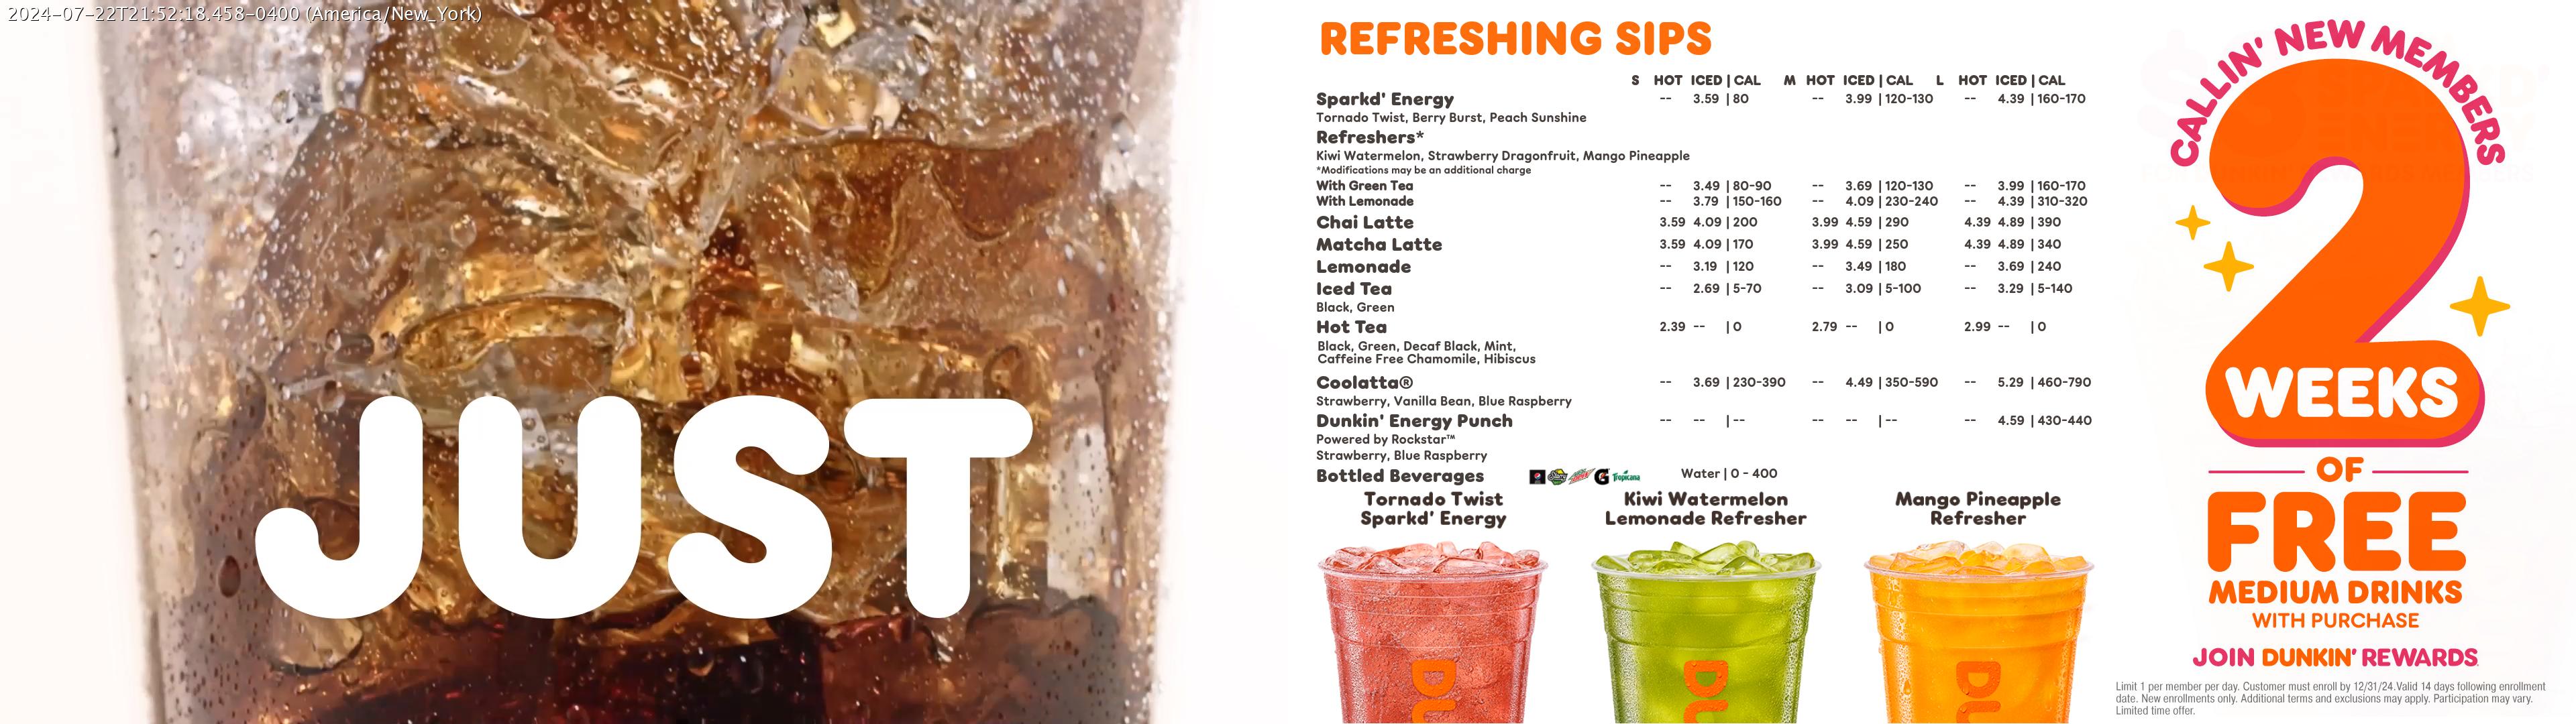 2024-07-22T21:52:18.458-0400 (America/New_York)
JUST
REFRESHING SIPS
S HOT ICED | CAL M HOT ICED | CAL L HOT ICED | CAL
Sparkd' Energy -- 3.59 | 80 -- 3.99 | 120-130 -- 4.39 | 160-170
Tornado Twist, Berry Burst, Peach Sunshine
Refreshers*
Kiwi Watermelon, Strawberry Dragonfruit, Mango Pineapple
*Modifications may be an additional charge
With Green Tea -- 3.49 | 80-90 -- 3.69 | 120-130 -- 3.99 | 160-170
With Lemonade -- 3.79 | 150-160 -- 4.09 | 230-240 -- 4.39 | 310-320
Chai Latte 3.59 4.09 | 200 3.99 4.59 | 290 4.39 4.89 | 390
Matcha Latte 3.59 4.09 | 170 3.99 4.59 | 250 4.39 4.89 | 340
Lemonade -- 3.19 | 120 -- 3.49 | 180 -- 3.69 | 240
Iced Tea -- 2.69 | 5-70 -- 3.09 | 5-100 -- 3.29 | 5-140
Black, Green
Hot Tea 2.39 -- | 0 2.79 -- | 0 2.99 -- | 0
Black, Green, Decaf Black, Mint,
Caffeine Free Chamomile, Hibiscus
Coolatta® -- 3.69 | 230-390 -- 4.49 | 350-590 -- 5.29 | 460-790
Strawberry, Vanilla Bean, Blue Raspberry
Dunkin' Energy Punch -- -- | -- -- -- | -- -- 4.59 | 430-440
Powered by Rockstar™
Strawberry, Blue Raspberry
Bottled Beverages G Tropicana Water | 0 - 400
Tornado Twist
Sparkd' Energy
Kiwi Watermelon
Lemonade Refresher
Mango Pineapple
Refresher
DU
DU
DU
CALLIN' NEW MEMBERS
2
WEEKS
OF
FREE
MEDIUM DRINKS
WITH PURCHASE
JOIN DUNKIN' REWARDS
Limit 1 per member per day. Customer must enroll by 12/31/24.Valid 14 days following enrollment
date. New enrollments only. Additional terms and exclusions may apply. Participation may vary.
Limited time offer.